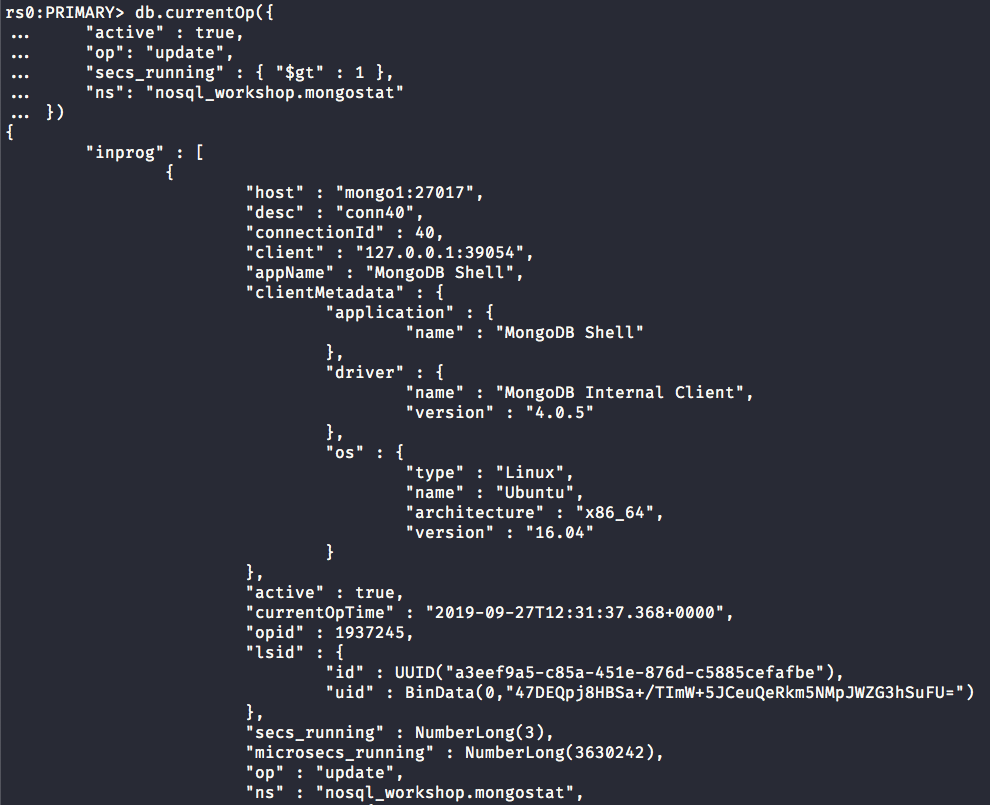 rs0:PRIMARY> db.currentOp({
...     "active" : true,
...     "op": "update",
...     "secs_running" : { "$gt" : 1 },
...     "ns": "nosql_workshop.mongostat"
... })
{
        "inprog" : [
                {
                        "host" : "mongo1:27017",
                        "desc" : "conn40",
                        "connectionId" : 40,
                        "client" : "127.0.0.1:39054",
                        "appName" : "MongoDB Shell",
                        "clientMetadata" : {
                                "application" : {
                                        "name" : "MongoDB Shell"
                                },
                                "driver" : {
                                        "name" : "MongoDB Internal Client",
                                        "version" : "4.0.5"
                                },
                                "os" : {
                                        "type" : "Linux",
                                        "name" : "Ubuntu",
                                        "architecture" : "x86_64",
                                        "version" : "16.04"
                                }
                        },
                        "active" : true,
                        "currentOpTime" : "2019-09-27T12:31:37.368+0000",
                        "opid" : 1937245,
                        "lsid" : {
                                "id" : UUID("a3eef9a5-c85a-451e-876d-c5885cefafbe"),
                                "uid" : BinData(0,"47DEQpj8HBSa+/TImW+5JCeuQeRkm5NMpJWZG3hSuFU=")
                        },
                        "secs_running" : NumberLong(3),
                        "microsecs_running" : NumberLong(3630242),
                        "op" : "update",
                        "ns" : "nosql_workshop.mongostat",